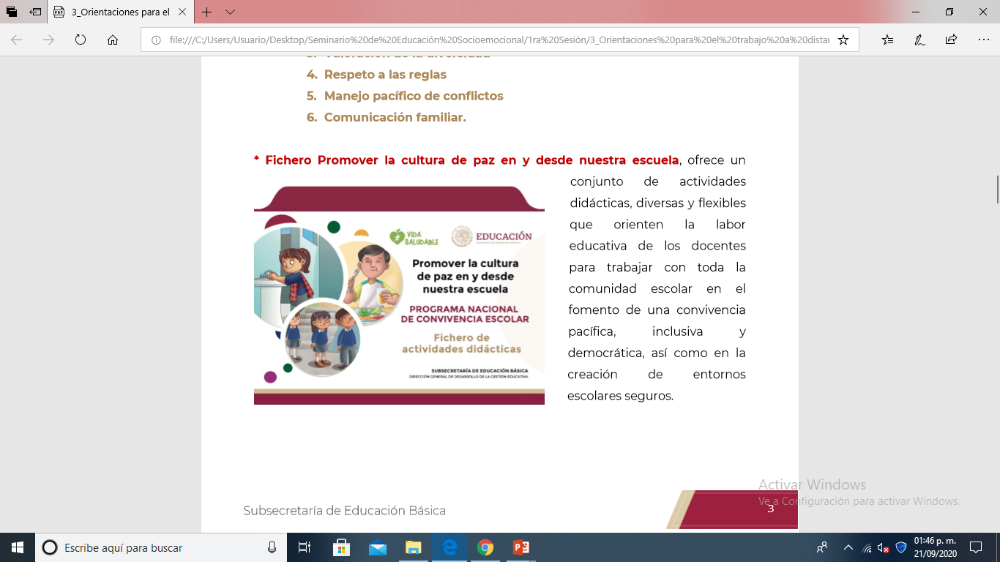 3_Orientaciones para el
file:///C:/Users/Usuario/Desktop/Seminario%20de%20Educación%20Socioemocional/1ra%20Sesión/3_Orientaciones%20para%20el%20trabajo%20a%20distar
3. Valoración de la diversidad
4. Respeto a las reglas
5. Manejo pacífico de conflictos
6. Comunicación familiar.
* Fichero Promover la cultura de paz en y desde nuestra escuela, ofrece un
conjunto de actividades
didácticas, diversas y flexibles
que orienten la labor
educativa de los docentes
para trabajar con toda la
comunidad escolar en el
fomento de una convivencia
pacífica, inclusiva y
democrática, así como en la
creación de entornos
escolares seguros.
VIDA
SALUDABLE
EDUCACIÓN
Promover la cultura
de paz en y desde
nuestra escuela
PROGRAMA NACIONAL
DE CONVIVENCIA ESCOLAR
Fichero de
actividades didácticas
SUBSECRETARÍA DE EDUCACIÓN BÁSICA
DIRECCIÓN GENERAL DE DESARROLLO DE LA GESTIÓN EDUCATIVA
Subsecretaría de Educación Básica
3
Activar Windows
Ve a Configuración para activar Windows.
Escribe aquí para buscar
01:46 p. m.
21/09/2020